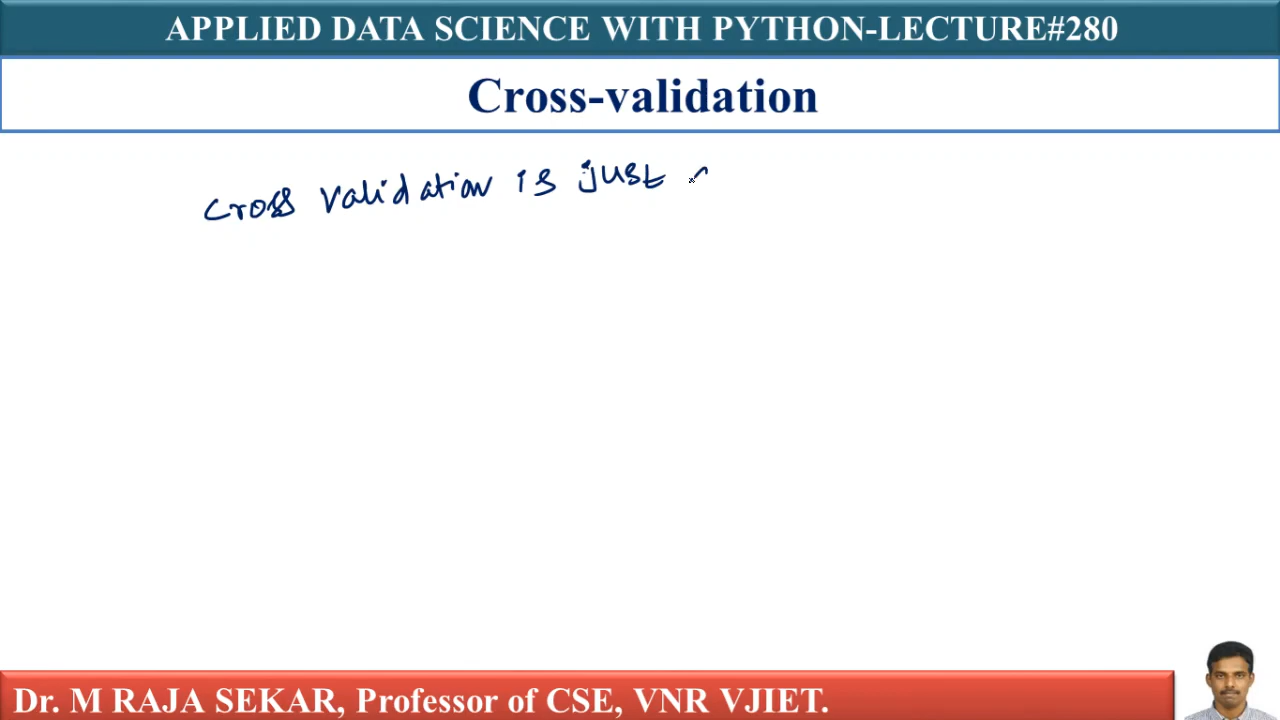 APPLIED DATA SCIENCE WITH PYTHON-LECTURE#280
Cross-validation
cross validation is just
Dr. M RAJA SEKAR, Professor of CSE, VNR VJIET.